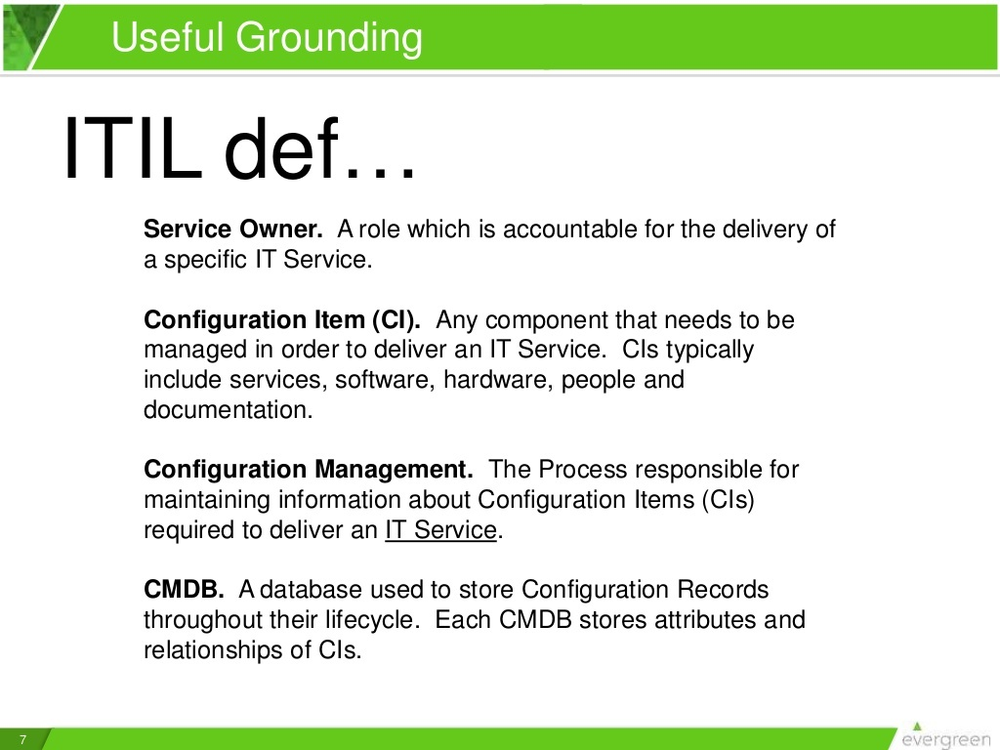 Useful Grounding
ITIL def…
Service Owner.  A role which is accountable for the delivery of
a specific IT Service.
Configuration Item (CI).  Any component that needs to be
managed in order to deliver an IT Service.  CIs typically
include services, software, hardware, people and
documentation.
Configuration Management.  The Process responsible for
maintaining information about Configuration Items (CIs)
required to deliver an IT Service.
CMDB.  A database used to store Configuration Records
throughout their lifecycle.  Each CMDB stores attributes and
relationships of CIs.
7
evergreen